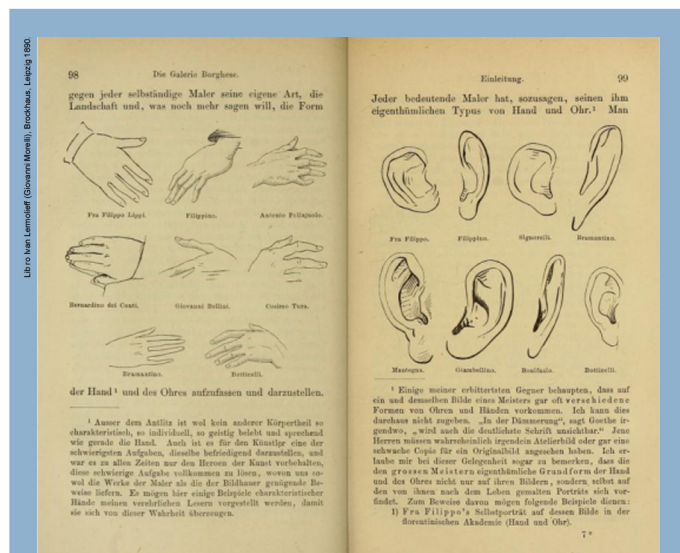 Libro Ivan Lermolieff (Giovanni Morelli), Brockhaus, Leipzig 1890.
98
Die Galerie Borghese.
gegen jeder selbständige Maler seine eigene Art, die
Landschaft und, was noch mehr sagen will, die Form
Fra Filippo Lippi.
Filippino.
Antonio Pollajuolo.
Bernardino dei Conti.
Giovanni Bellini.
Cosimo Tura.
Bramantino.
Botticelli.
der Hand¹ und des Ohres aufzufassen und darzustellen.
¹ Ausser dem Antlitz ist wol kein anderer Körpertheil so
charakteristisch, so individuell, so geistig belebt und sprechend
wie gerade die Hand. Auch ist es für den Künstler eine der
schwierigsten Aufgaben, dieselbe befriedigend darzustellen, und
war es zu allen Zeiten nur den Heroen der Kunst vorbehalten,
diese schwierige Aufgabe vollkommen zu lösen, wovon uns so-
wol die Werke der Maler als die der Bildhauer genügende Be-
weise liefern. Es mögen hier einige Beispiele charakteristischer
Hände meinen verehrlichen Lesern vorgestellt werden, damit
sie sich von dieser Wahrheit überzeugen.
Einleitung.
99
Jeder bedeutende Maler hat, sozusagen, seinen ihm
eigenthümlichen Typus von Hand und Ohr.¹ Man
Fra Filippo.
Filippino.
Signorelli.
Bramantino.
Mantegna.
Giambellino.
Bonifazio.
Botticelli.
¹ Einige meiner erbittertsten Gegner behaupten, dass auf
ein und demselben Bilde eines Meisters gar oft verschiedene
Formen von Ohren und Händen vorkommen. Ich kann dies
durchaus nicht zugeben. „In der Dämmerung“, sagt Goethe ir-
gendwo, „wird auch die deutlichste Schrift unsichtbar.“ Jene
Herren müssen wahrscheinlich irgendein Atelierbild oder gar eine
schwache Copie für ein Originalbild angesehen haben. Ich er-
laube mir bei dieser Gelegenheit sogar zu bemerken, dass die
den grossen Meistern eigenthümliche Grundform der Hand
und des Ohres nicht nur auf ihren Bildern, sondern selbst auf
den von ihnen nach dem Leben gemalten Porträts sich vor-
findet. Zum Beweise davon mögen folgende Beispiele dienen:
1) Fra Filippo's Selbstporträt auf dessen Bilde in der
florentinischen Akademie (Hand und Ohr).
7*